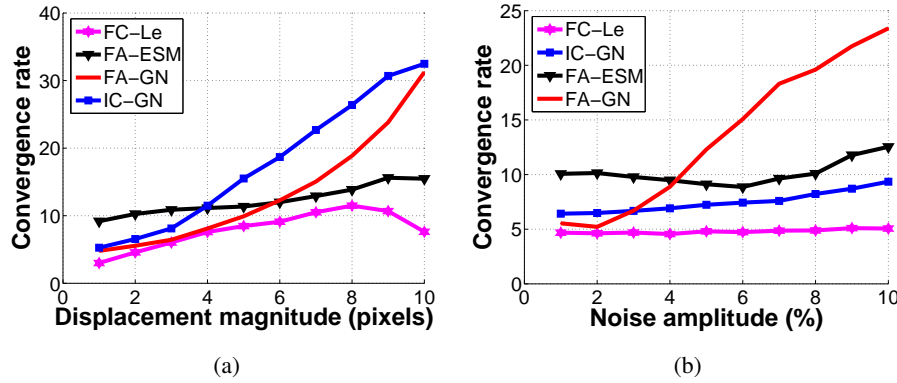 40
30
20
10
0
0
2
4
6
8
10
Convergence rate
Displacement magnitude (pixels)
FC−Le
FA−ESM
FA−GN
IC−GN
(a)
25
20
15
10
5
0
0
2
4
6
8
10
Convergence rate
Noise amplitude (%)
FC−Le
IC−GN
FA−ESM
FA−GN
(b)